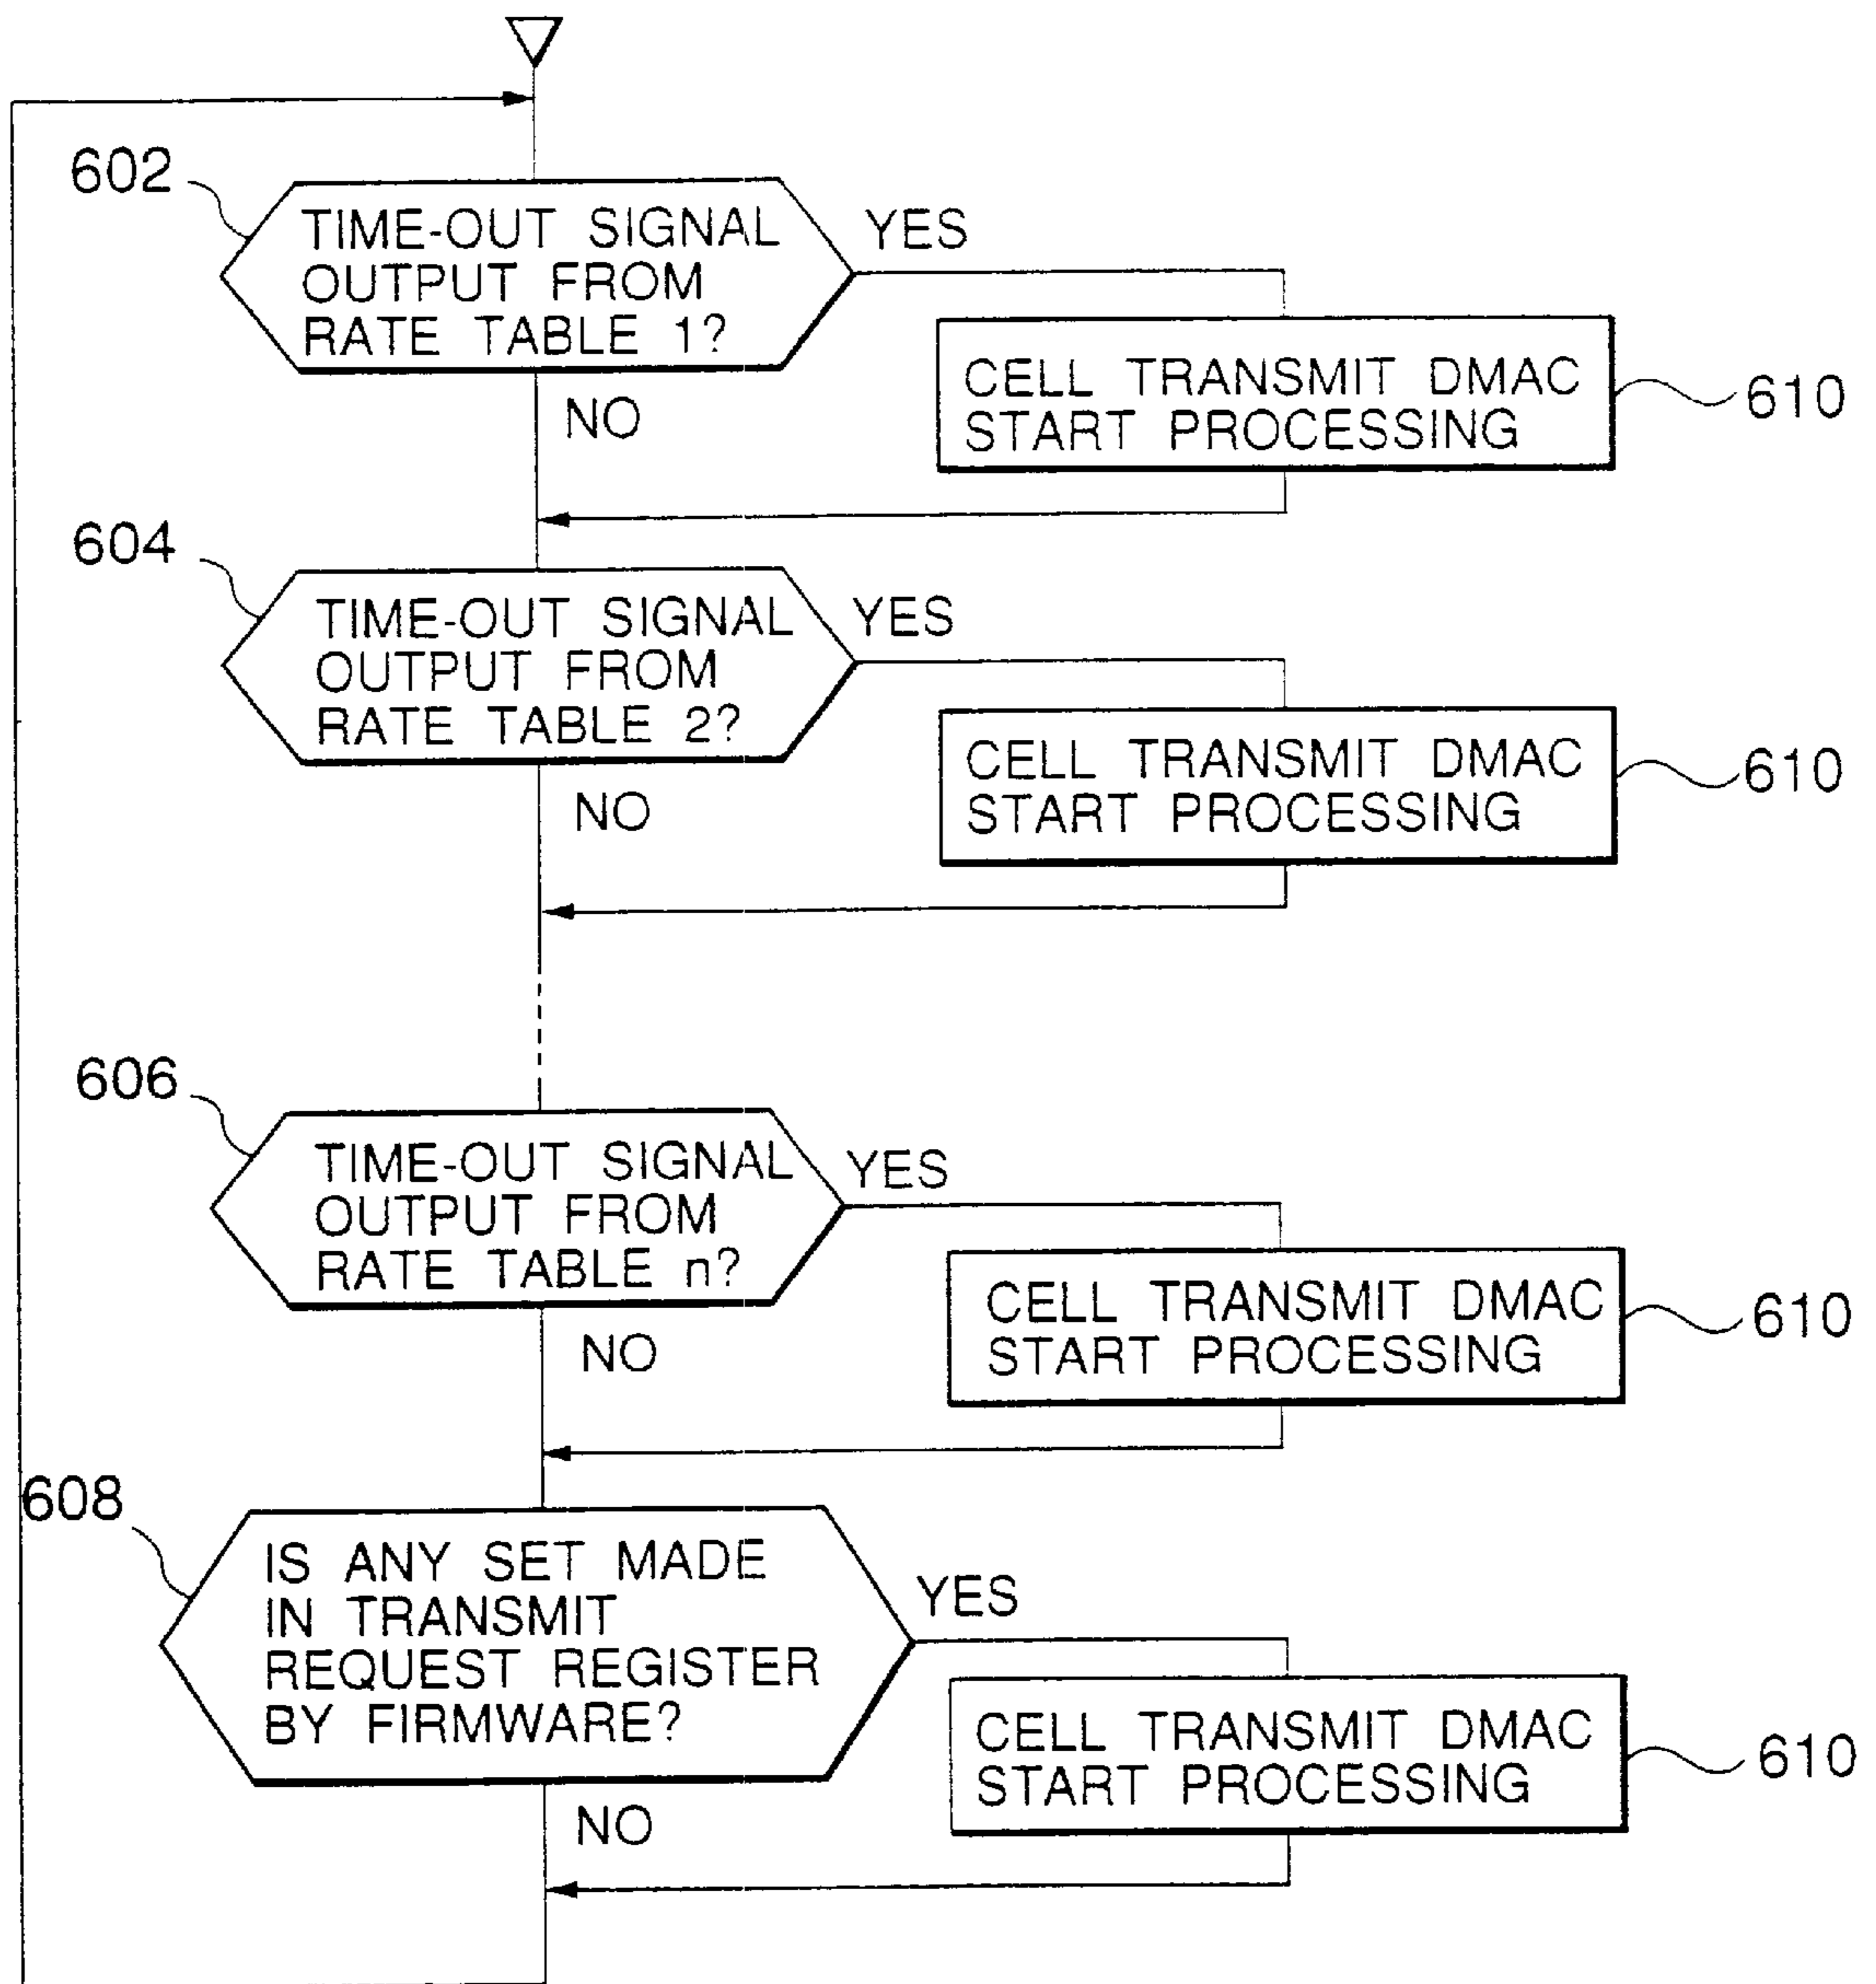 602
TIME-OUT SIGNAL
OUTPUT FROM
RATE TABLE 1?
YES
NO
CELL TRANSMIT DMAC
START PROCESSING
610
604
TIME-OUT SIGNAL
OUTPUT FROM
RATE TABLE 2?
YES
NO
CELL TRANSMIT DMAC
START PROCESSING
610
606
TIME-OUT SIGNAL
OUTPUT FROM
RATE TABLE n?
YES
NO
CELL TRANSMIT DMAC
START PROCESSING
610
608
IS ANY SET MADE
IN TRANSMIT
REQUEST REGISTER
BY FIRMWARE?
YES
NO
CELL TRANSMIT DMAC
START PROCESSING
610